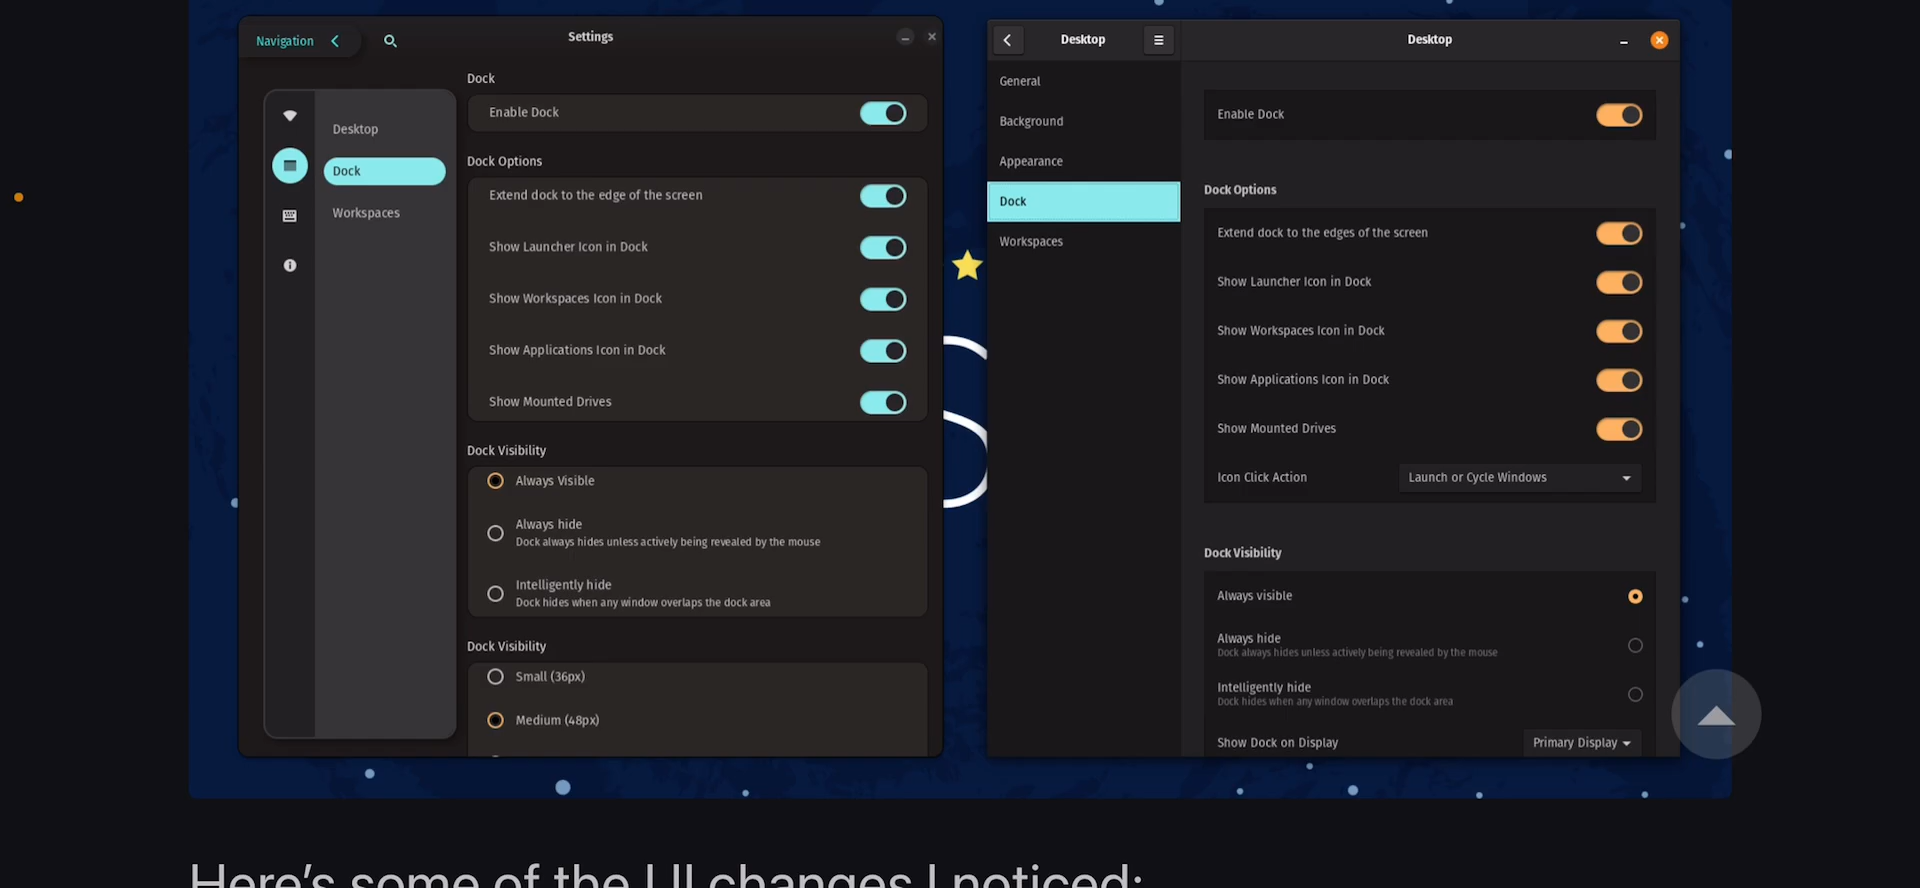 Navigation
Settings
Desktop
Dock
Workspaces
Dock
Enable Dock
Dock Options
Extend dock to the edge of the screen
Show Launcher Icon in Dock
Show Workspaces Icon in Dock
Show Applications Icon in Dock
Show Mounted Drives
Dock Visibility
Always Visible
Always hide
Dock always hides unless actively being revealed by the mouse
Intelligently hide
Dock hides when any window overlaps the dock area
Dock Visibility
Small (36px)
Medium (48px)
Desktop
Desktop
General
Background
Appearance
Dock
Workspaces
Enable Dock
Dock Options
Extend dock to the edges of the screen
Show Launcher Icon in Dock
Show Workspaces Icon in Dock
Show Applications Icon in Dock
Show Mounted Drives
Icon Click Action Launch or Cycle Windows
Dock Visibility
Always visible
Always hide
Dock always hides unless actively being revealed by the mouse
Intelligently hide
Dock hides when any window overlaps the dock area
Show Dock on Display Primary Display
Here's some of the UI changes I noticed: